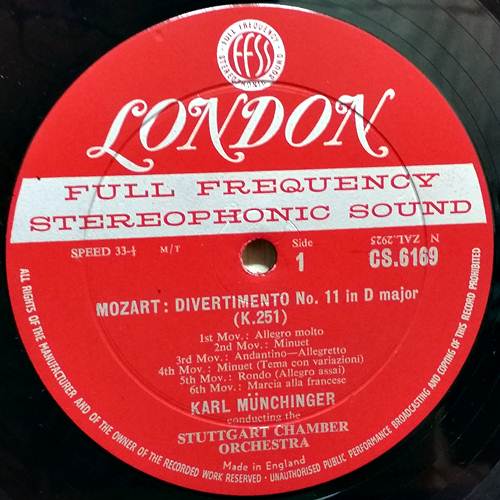 FULL FREQUENCY
FFSS
STEREOPHONIC SOUND
LONDON
FULL FREQUENCY
STEREOPHONIC SOUND
SPEED 33-⅓ M/T
Side
1
N ZAL.2925
CS.6169
MOZART: DIVERTIMENTO No. 11 in D major
(K.251)
1st Mov.: Allegro molto
2nd Mov.: Minuet
3rd Mov.: Andantino—Allegretto
4th Mov.: Minuet (Tema con variazioni)
5th Mov.: Rondo (Allegro assai)
6th Mov.: Marcia alla francese
KARL MÜNCHINGER
conducting the
STUTTGART CHAMBER
ORCHESTRA
Made in England
ALL RIGHTS OF THE MANUFACTURER AND OF THE OWNER OF THE RECORDED WORK RESERVED · UNAUTHORISED PUBLIC PERFORMANCE BROADCASTING AND COPYING OF THIS RECORD PROHIBITED